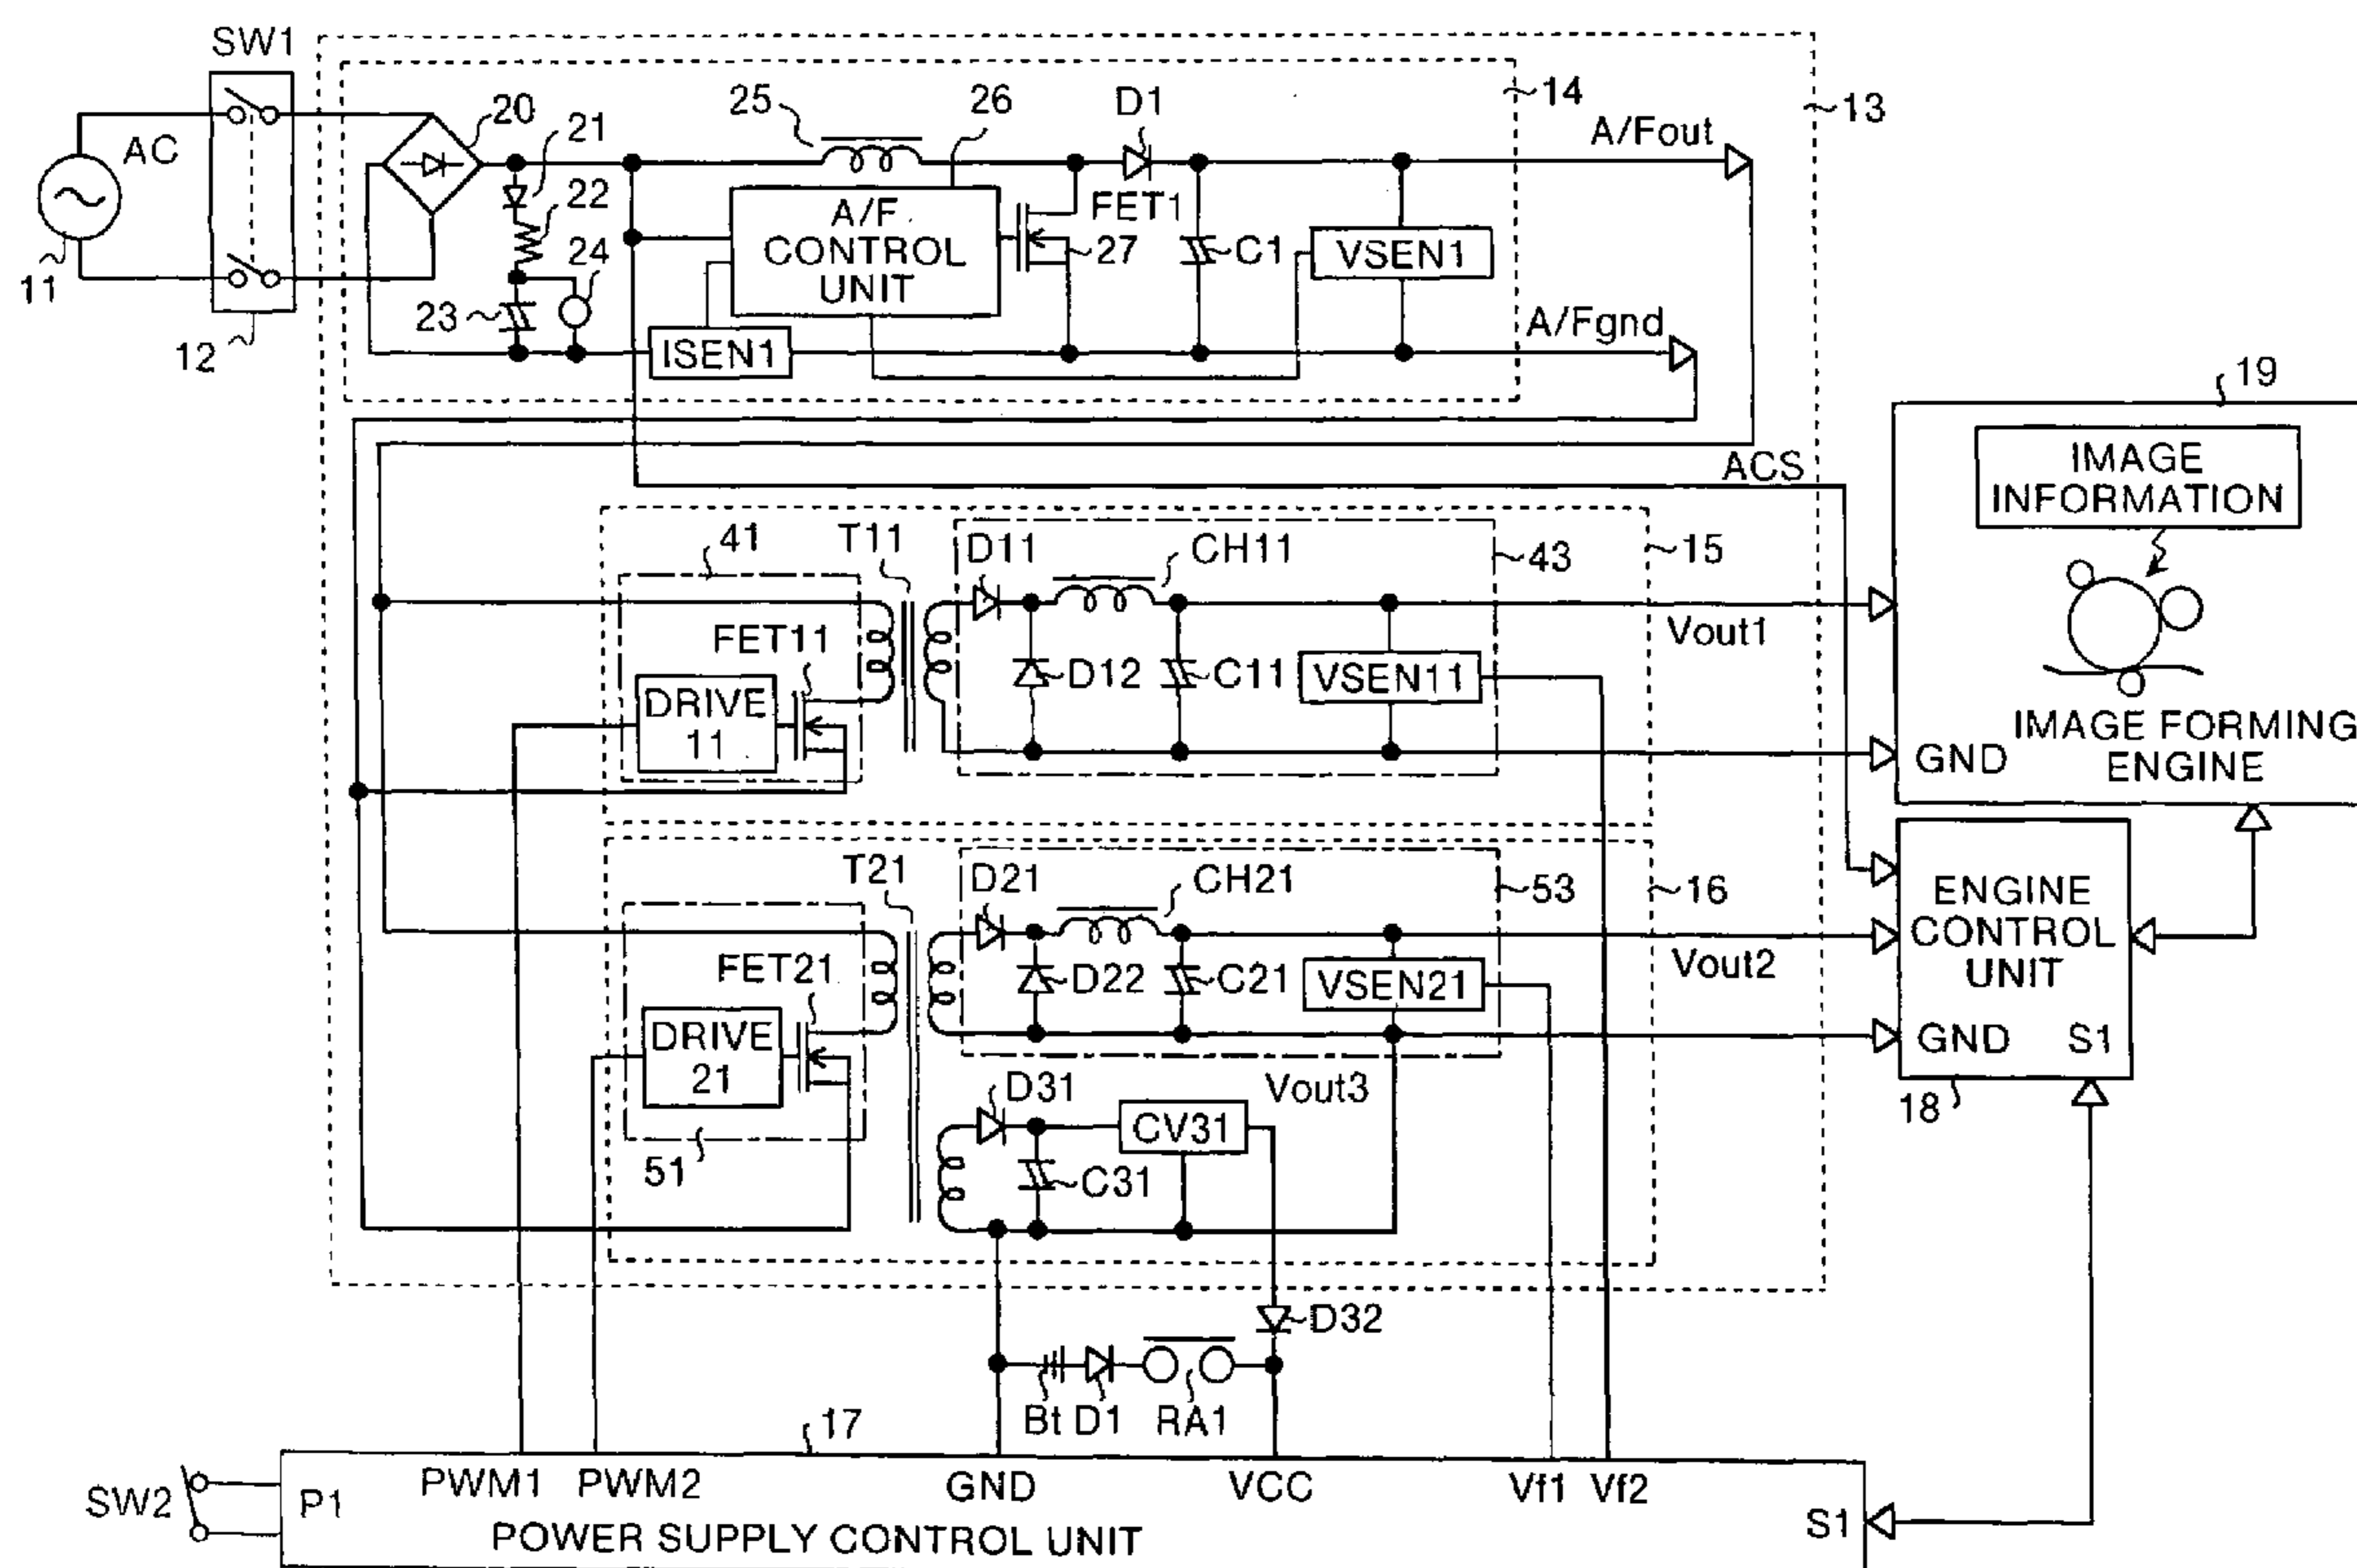 SW1
AC
11
12
20
21
22
23
24
25
26
A/F
CONTROL
UNIT
FET1
27
D1
C1
VSEN1
ISEN1
14
13
A/Fout
A/Fgnd
ACS
19
IMAGE
INFORMATION
IMAGE FORMING
ENGINE
GND
41
T11
D11
CH11
43
15
FET11
DRIVE
11
D12
C11
VSEN11
Vout1
T21
D21
CH21
53
16
FET21
DRIVE
21
51
D22
C21
VSEN21
Vout2
ENGINE
CONTROL
UNIT
GND S1
18
D31
Vout3
CV31
C31
D32
Bt D1 RA1
17
SW2
P1
PWM1 PWM2 GND VCC Vf1 Vf2
S1
POWER SUPPLY CONTROL UNIT